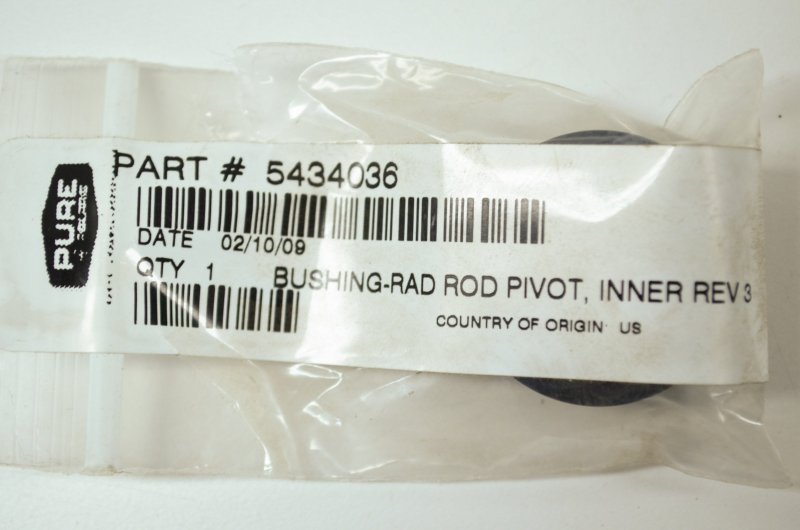 PURE
PART # 5434036
DATE 02/10/09
QTY 1 BUSHING-RAD ROD PIVOT, INNER REV 3
COUNTRY OF ORIGIN US